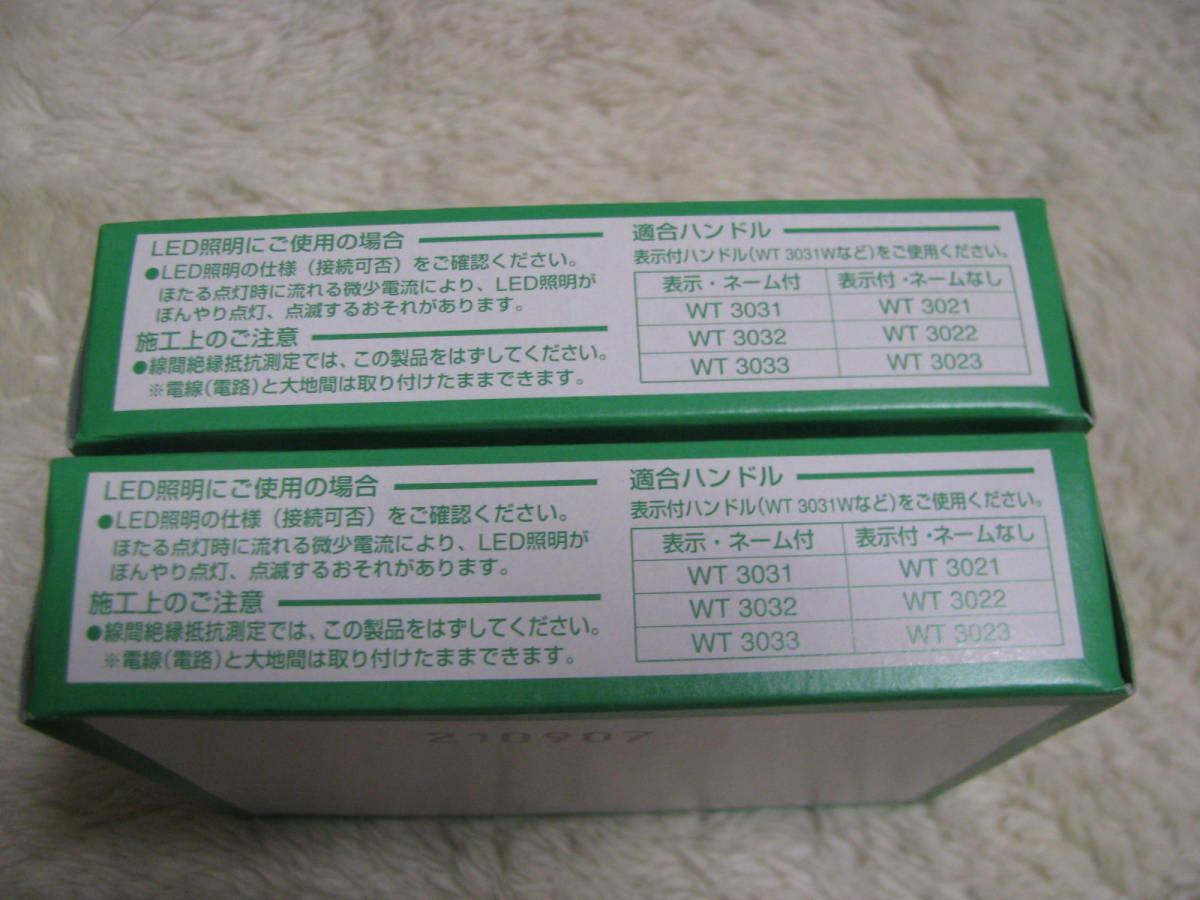 LED照明にご使用の場合
●LED照明の仕様（接続可否）をご確認ください。
ほたる点灯時に流れる微少電流により、LED照明が
ぼんやり点灯、点滅するおそれがあります。
施工上のご注意
●線間絶縁抵抗測定では、この製品をはずしてください。
※電線（電路）と大地間は取り付けたままできます。
適合ハンドル
表示付ハンドル（WT 3031Wなど）をご使用ください。
表示・ネーム付 表示付・ネームなし
WT 3031 WT 3021
WT 3032 WT 3022
WT 3033 WT 3023
LED照明にご使用の場合
●LED照明の仕様（接続可否）をご確認ください。
ほたる点灯時に流れる微少電流により、LED照明が
ぼんやり点灯、点滅するおそれがあります。
施工上のご注意
●線間絶縁抵抗測定では、この製品をはずしてください。
※電線（電路）と大地間は取り付けたままできます。
適合ハンドル
表示付ハンドル（WT 3031Wなど）をご使用ください。
表示・ネーム付 表示付・ネームなし
WT 3031 WT 3021
WT 3032 WT 3022
WT 3033 WT 3023
210907